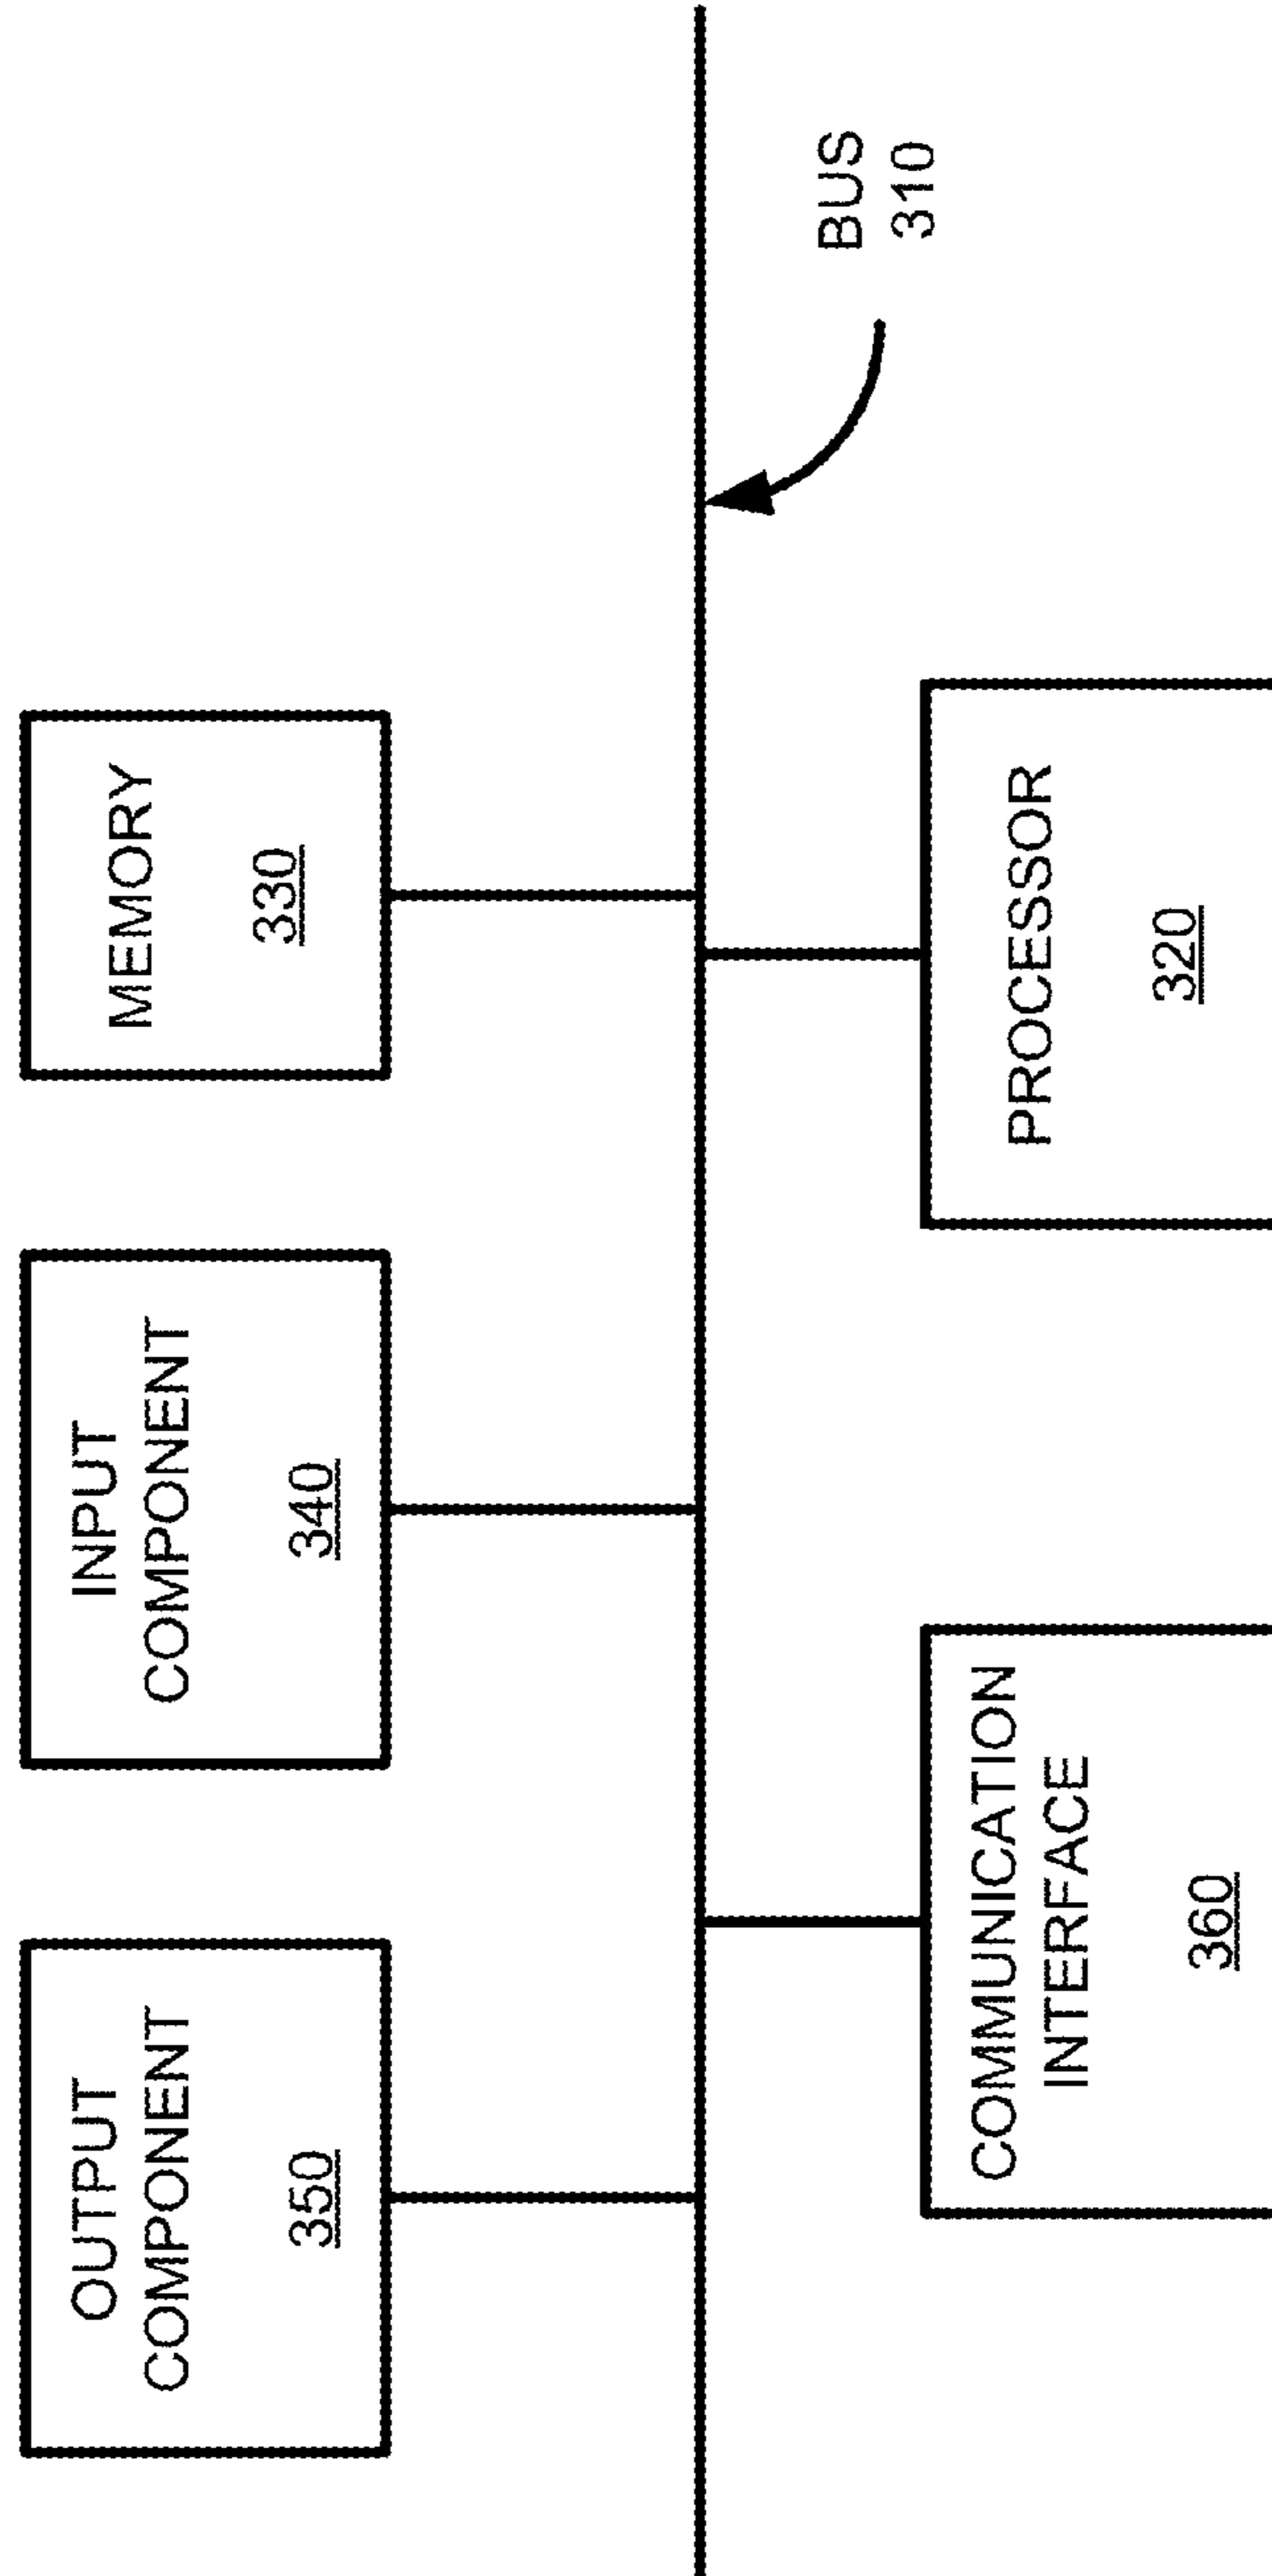 OUTPUT
COMPONENT
350
INPUT
COMPONENT
340
MEMORY
330
BUS
310
COMMUNICATION
INTERFACE
360
PROCESSOR
320